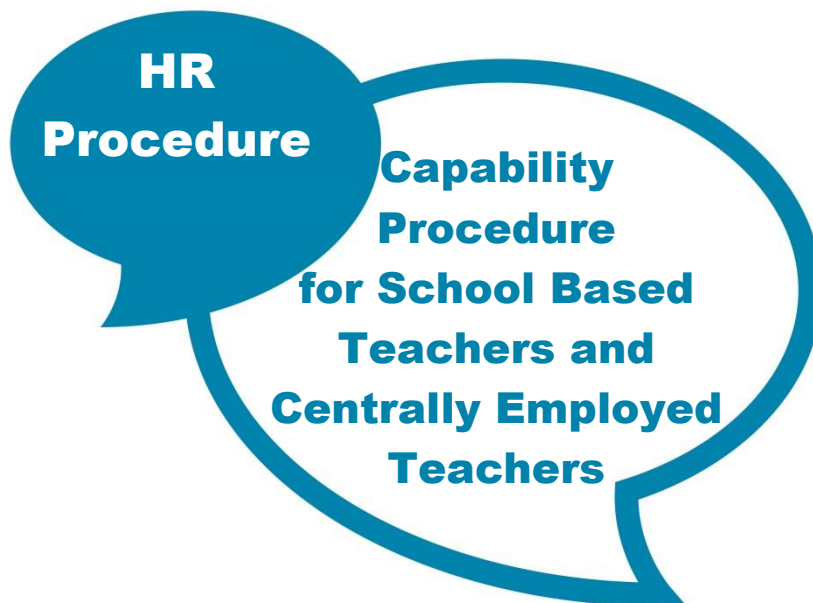 HR
Procedure
Capability
Procedure
for School Based
Teachers and
Centrally Employed
Teachers